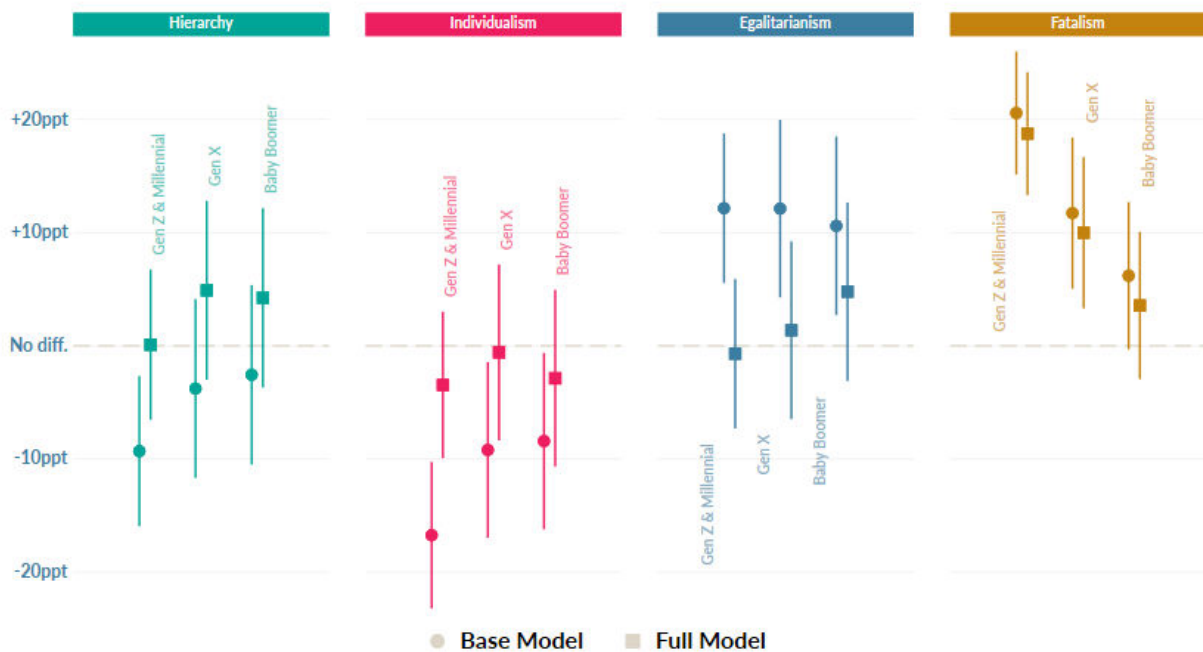 Hierarchy
Individualism
Egalitarianism
Fatalism
+20ppt
+10ppt
No diff.
-10ppt
-20ppt
Gen Z & Millennial
Gen X
Baby Boomer
Gen Z & Millennial
Gen X
Baby Boomer
Gen Z & Millennial
Gen X
Baby Boomer
Gen Z & Millennial
Gen X
Baby Boomer
Base Model
Full Model